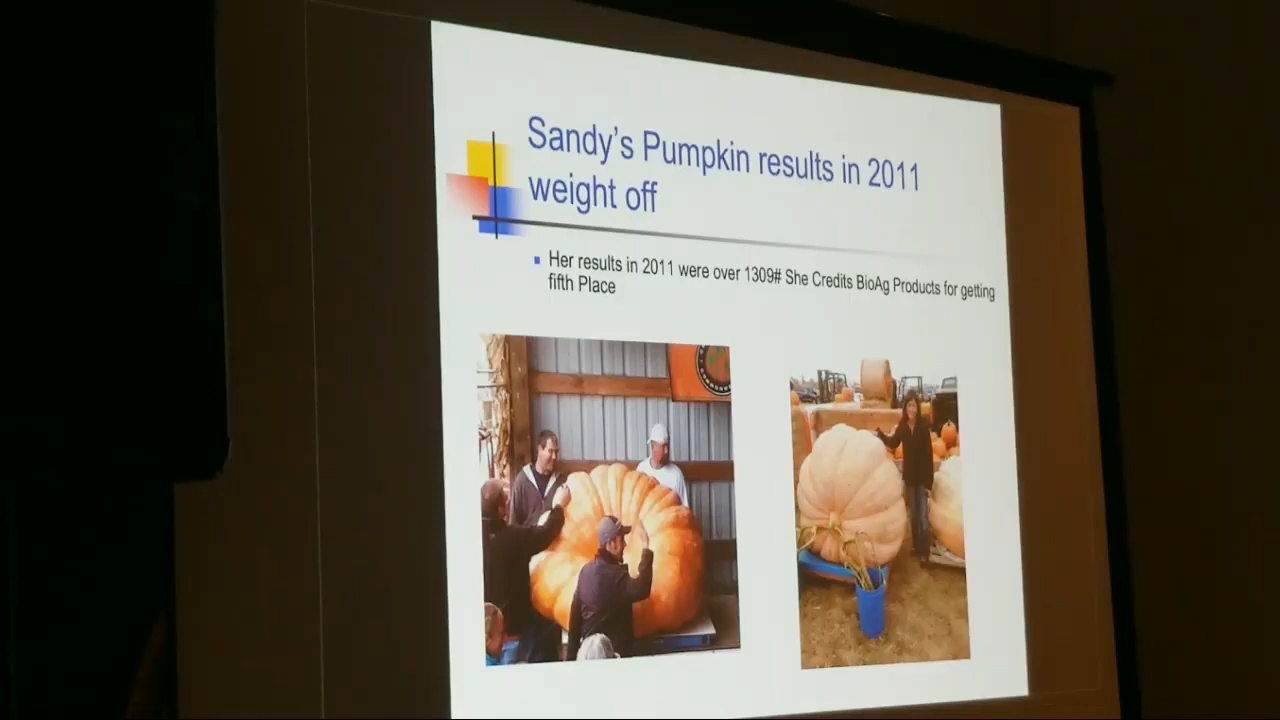 Sandy's Pumpkin results in 2011
weight off
Her results in 2011 were over 1309# She Credits BioAg Products for getting
fifth Place